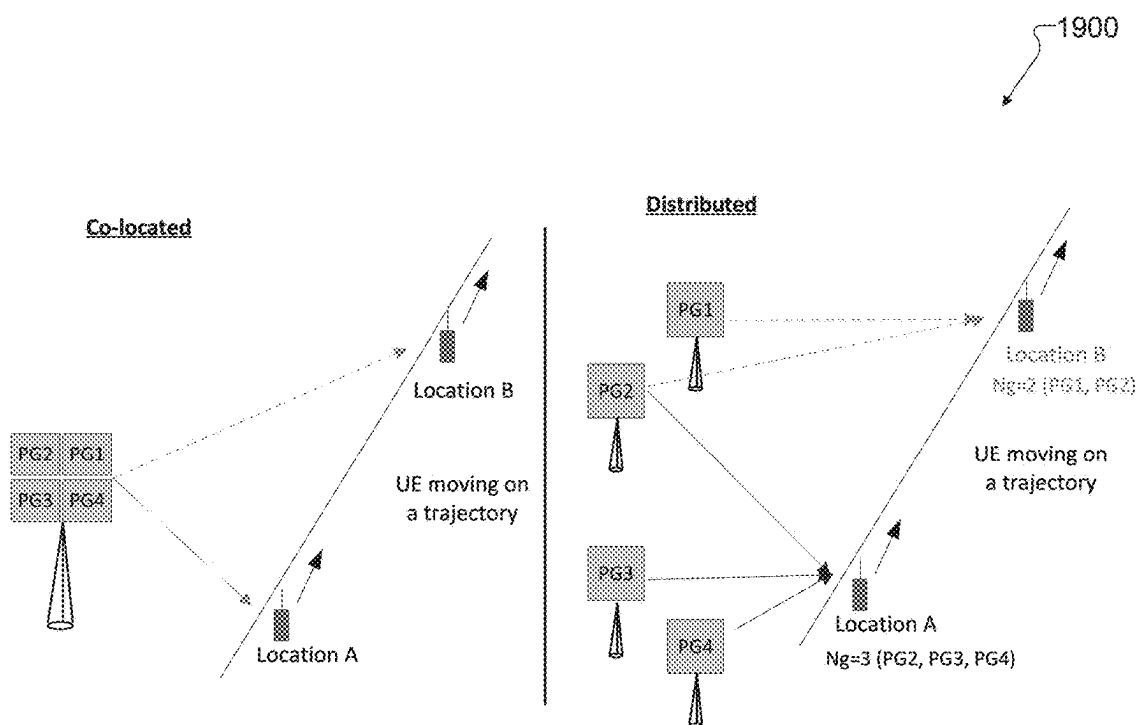 1900
Co-located
Location B
PG2 PG1
PG3 PG4
UE moving on
a trajectory
Location A
Distributed
PG1
Location B
Ng=2 (PG1, PG2)
PG2
UE moving on
a trajectory
PG3
Location A
PG4
Ng=3 (PG2, PG3, PG4)